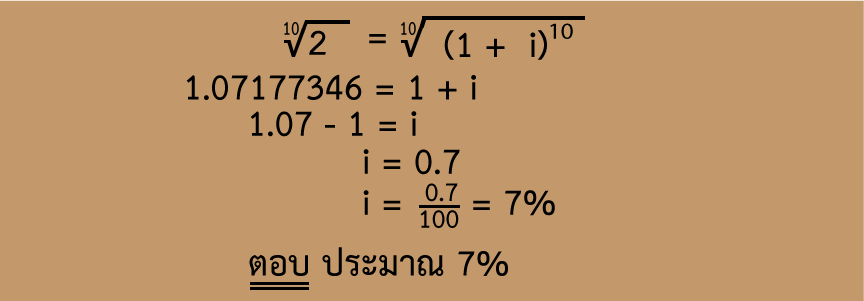 ¹⁰√2 = ¹⁰√(1 + i)¹⁰
1.07177346 = 1 + i
1.07 - 1 = i
i = 0.7
i = 0.7/100 = 7%
ตอบ ประมาณ 7%